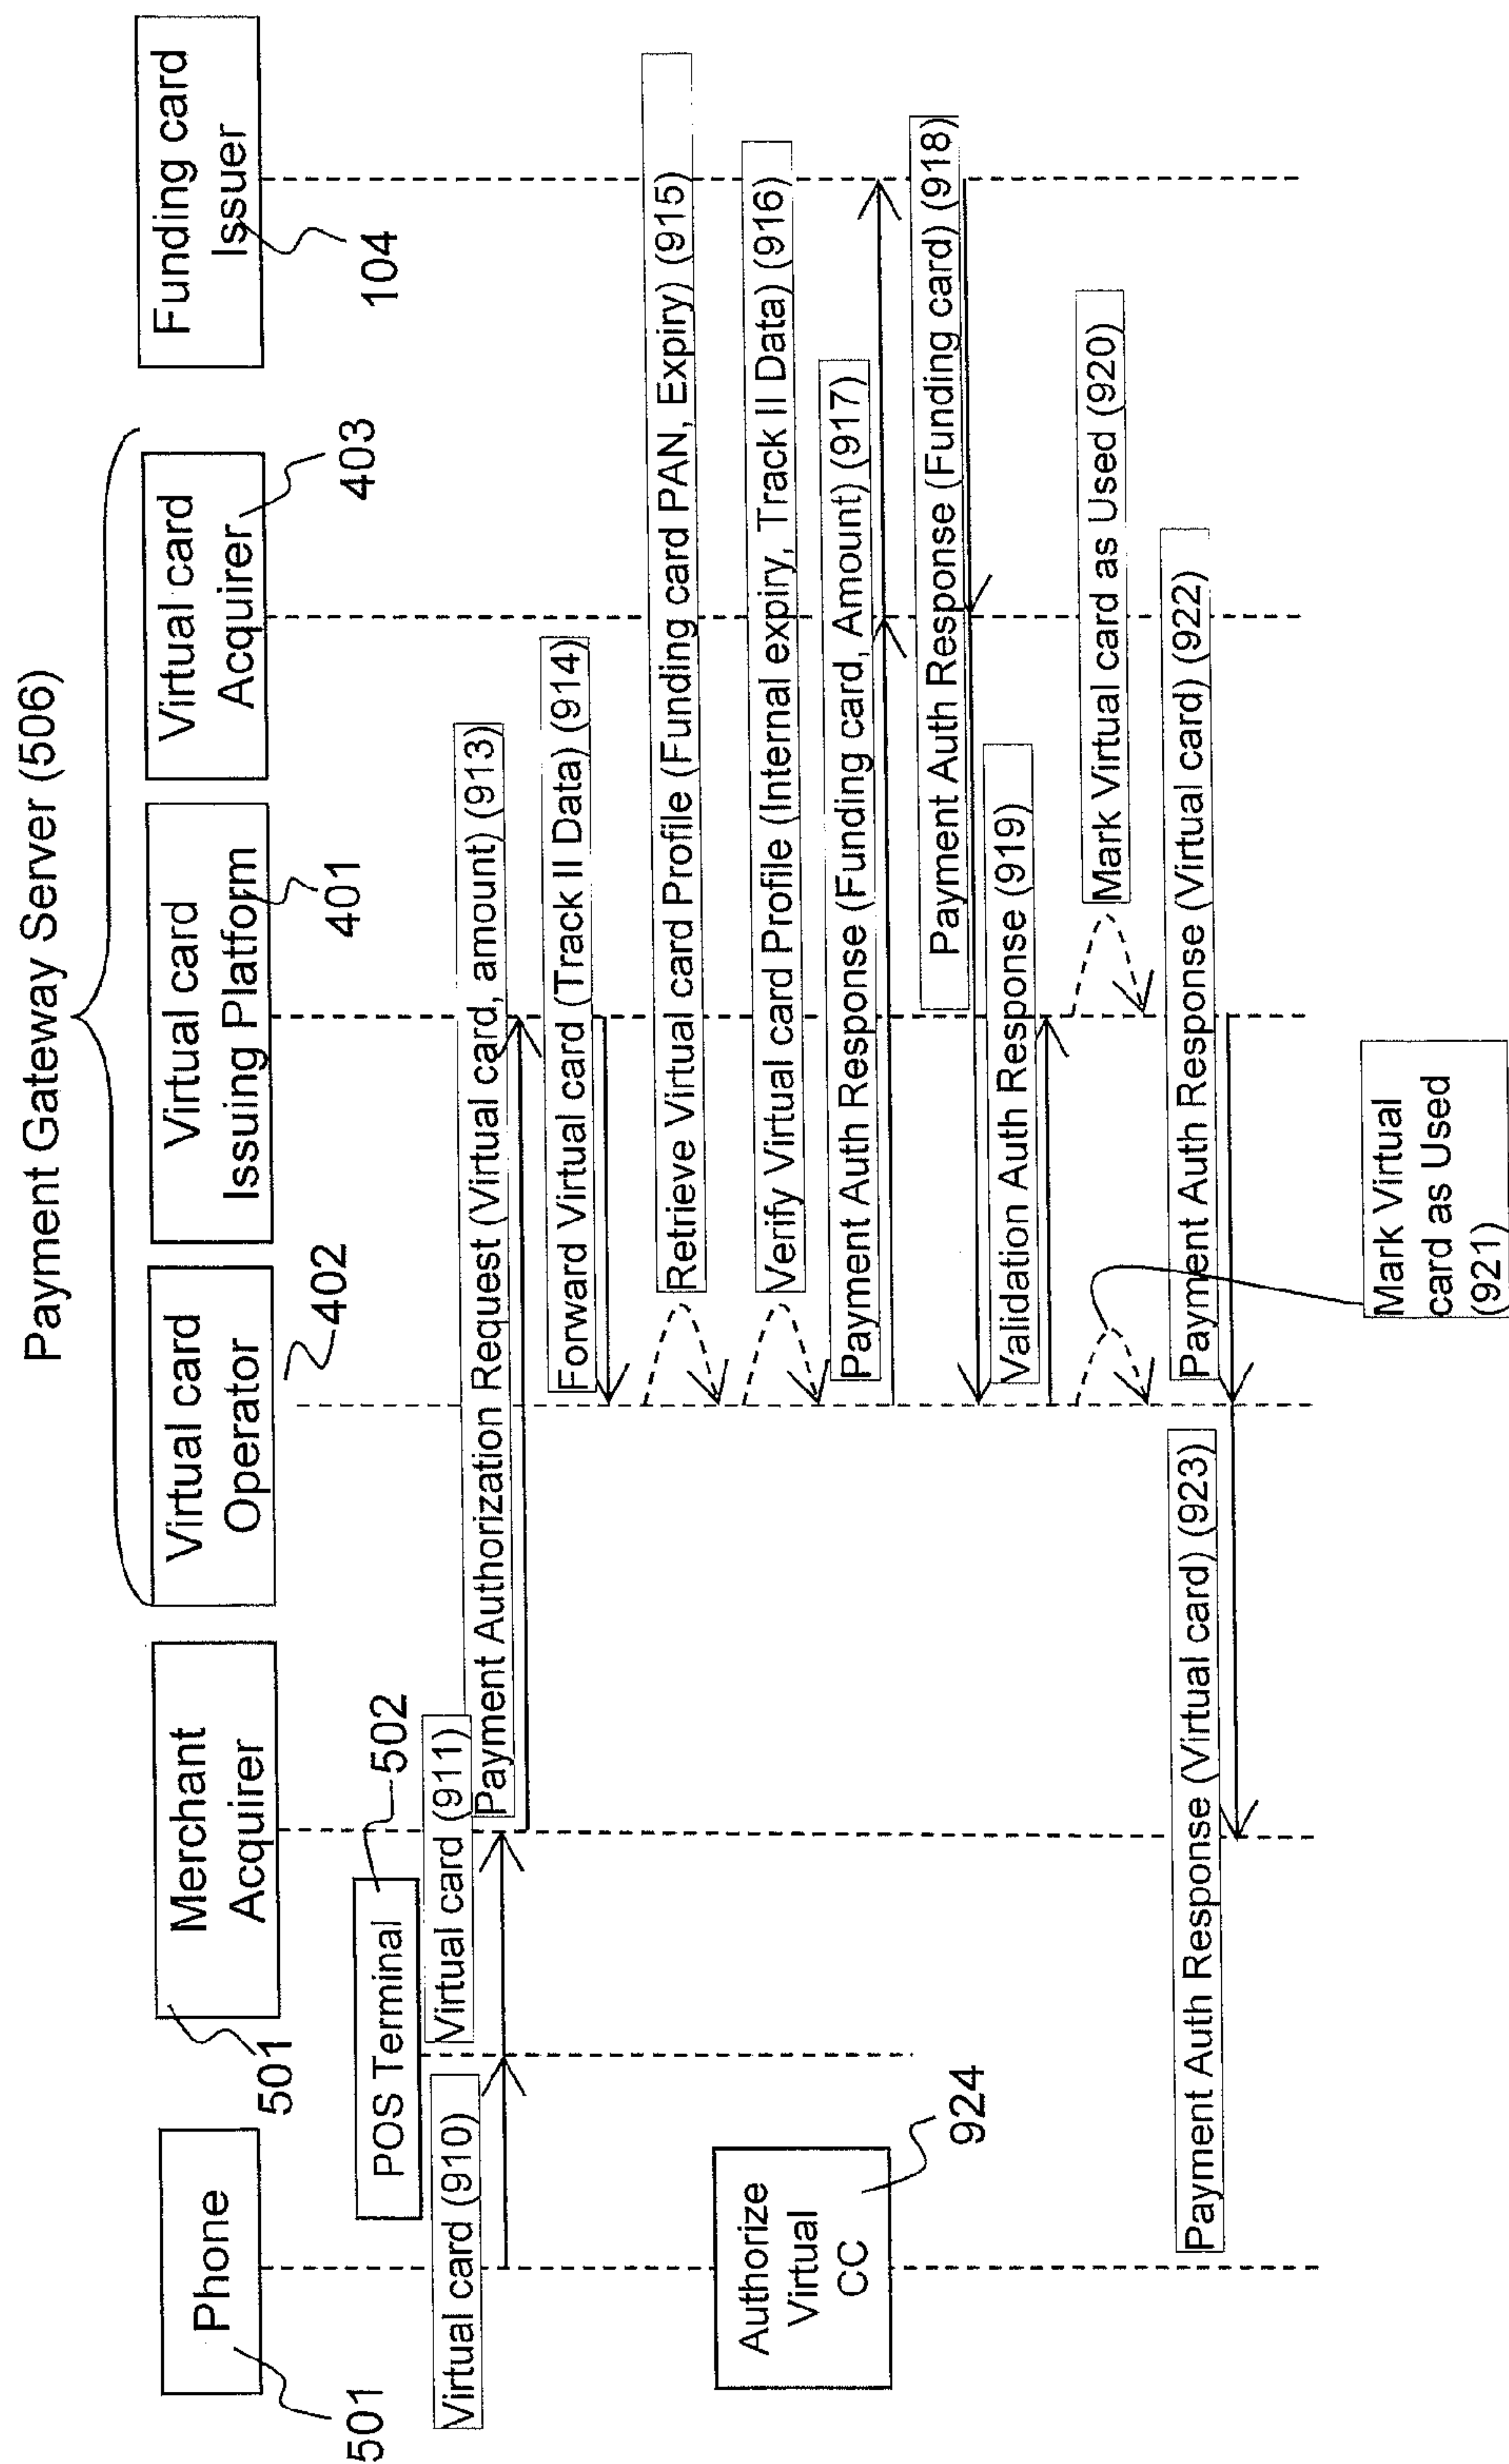 Payment Gateway Server (506)
Phone
501
Merchant
Acquirer
501
Virtual card
Operator
402
Virtual card
Issuing Platform
401
Virtual card
Acquirer
403
Funding card
Issuer
104
POS Terminal
502
Virtual card (910)
Virtual card (911)
Payment Authorization Request (Virtual card, amount) (913)
Forward Virtual card (Track II Data) (914)
Retrieve Virtual card Profile (Funding card PAN, Expiry) (915)
Authorize
Virtual
CC
924
Verify Virtual card Profile (Internal expiry, Track II Data) (916)
Payment Auth Response (Funding card, Amount) (917)
Payment Auth Response (Funding card) (918)
Validation Auth Response (919)
Mark Virtual card as Used (920)
Payment Auth Response (Virtual card) (922)
Payment Auth Response (Virtual card) (923)
Mark Virtual
card as Used
(921)